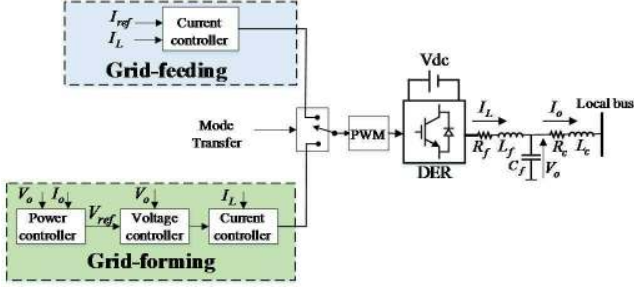 I_ref
I_L
Current
controller
Grid-feeding
Vdc
Mode
Transfer
PWM
DER
I_L
I_o
Local bus
R_f L_f
C_f
R_c L_c
V_o
V_o I_o
V_o
I_L
Power
controller
V_ref
Voltage
controller
Current
controller
Grid-forming